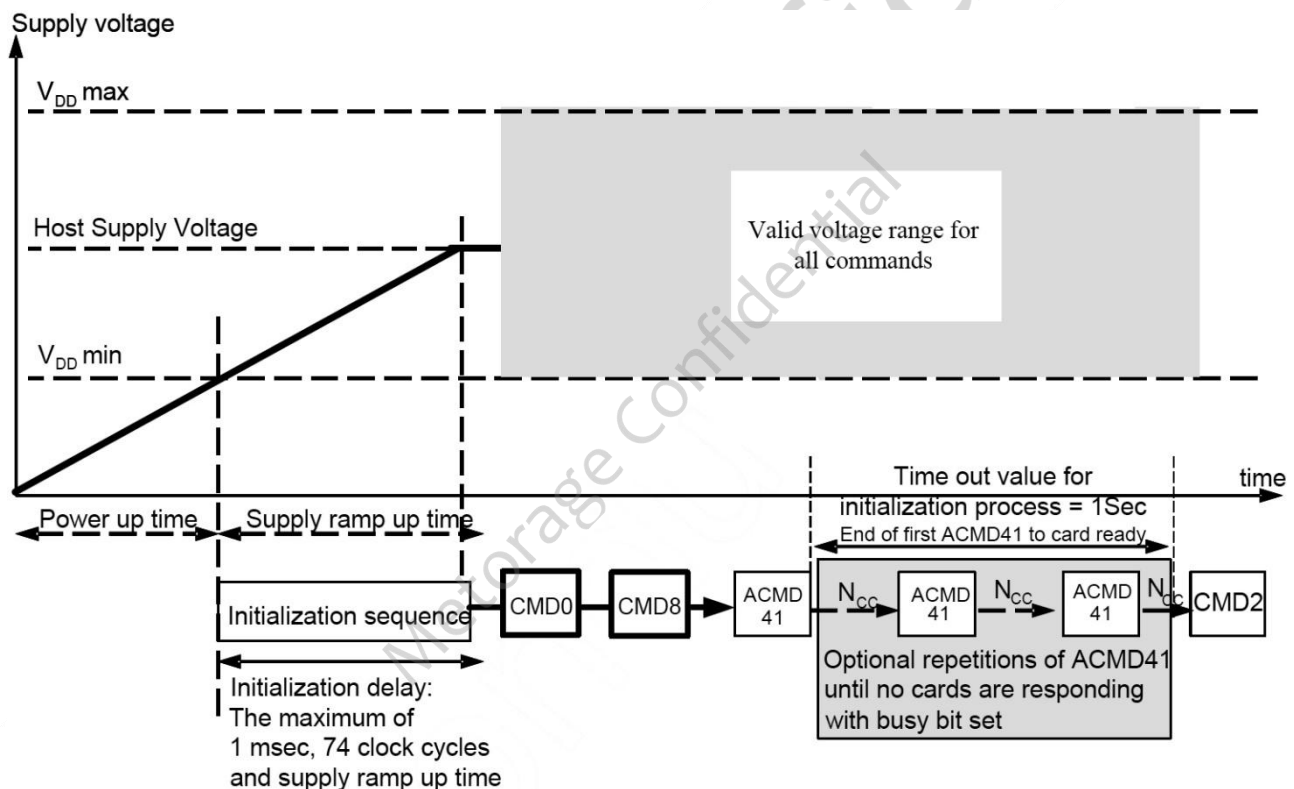 Supply voltage
V_DD max
Host Supply Voltage
Valid voltage range for
all commands
V_DD min
Time out value for
initialization process = 1Sec
End of first ACMD41 to card ready
time
Power up time
Supply ramp up time
Initialization sequence
CMD0
CMD8
ACMD
41
N_CC
ACMD
41
N_CC
ACMD
41
N_CC
CMD2
Optional repetitions of ACMD41
until no cards are responding
with busy bit set
Initialization delay:
The maximum of
1 msec, 74 clock cycles
and supply ramp up time
Metorage Confidential